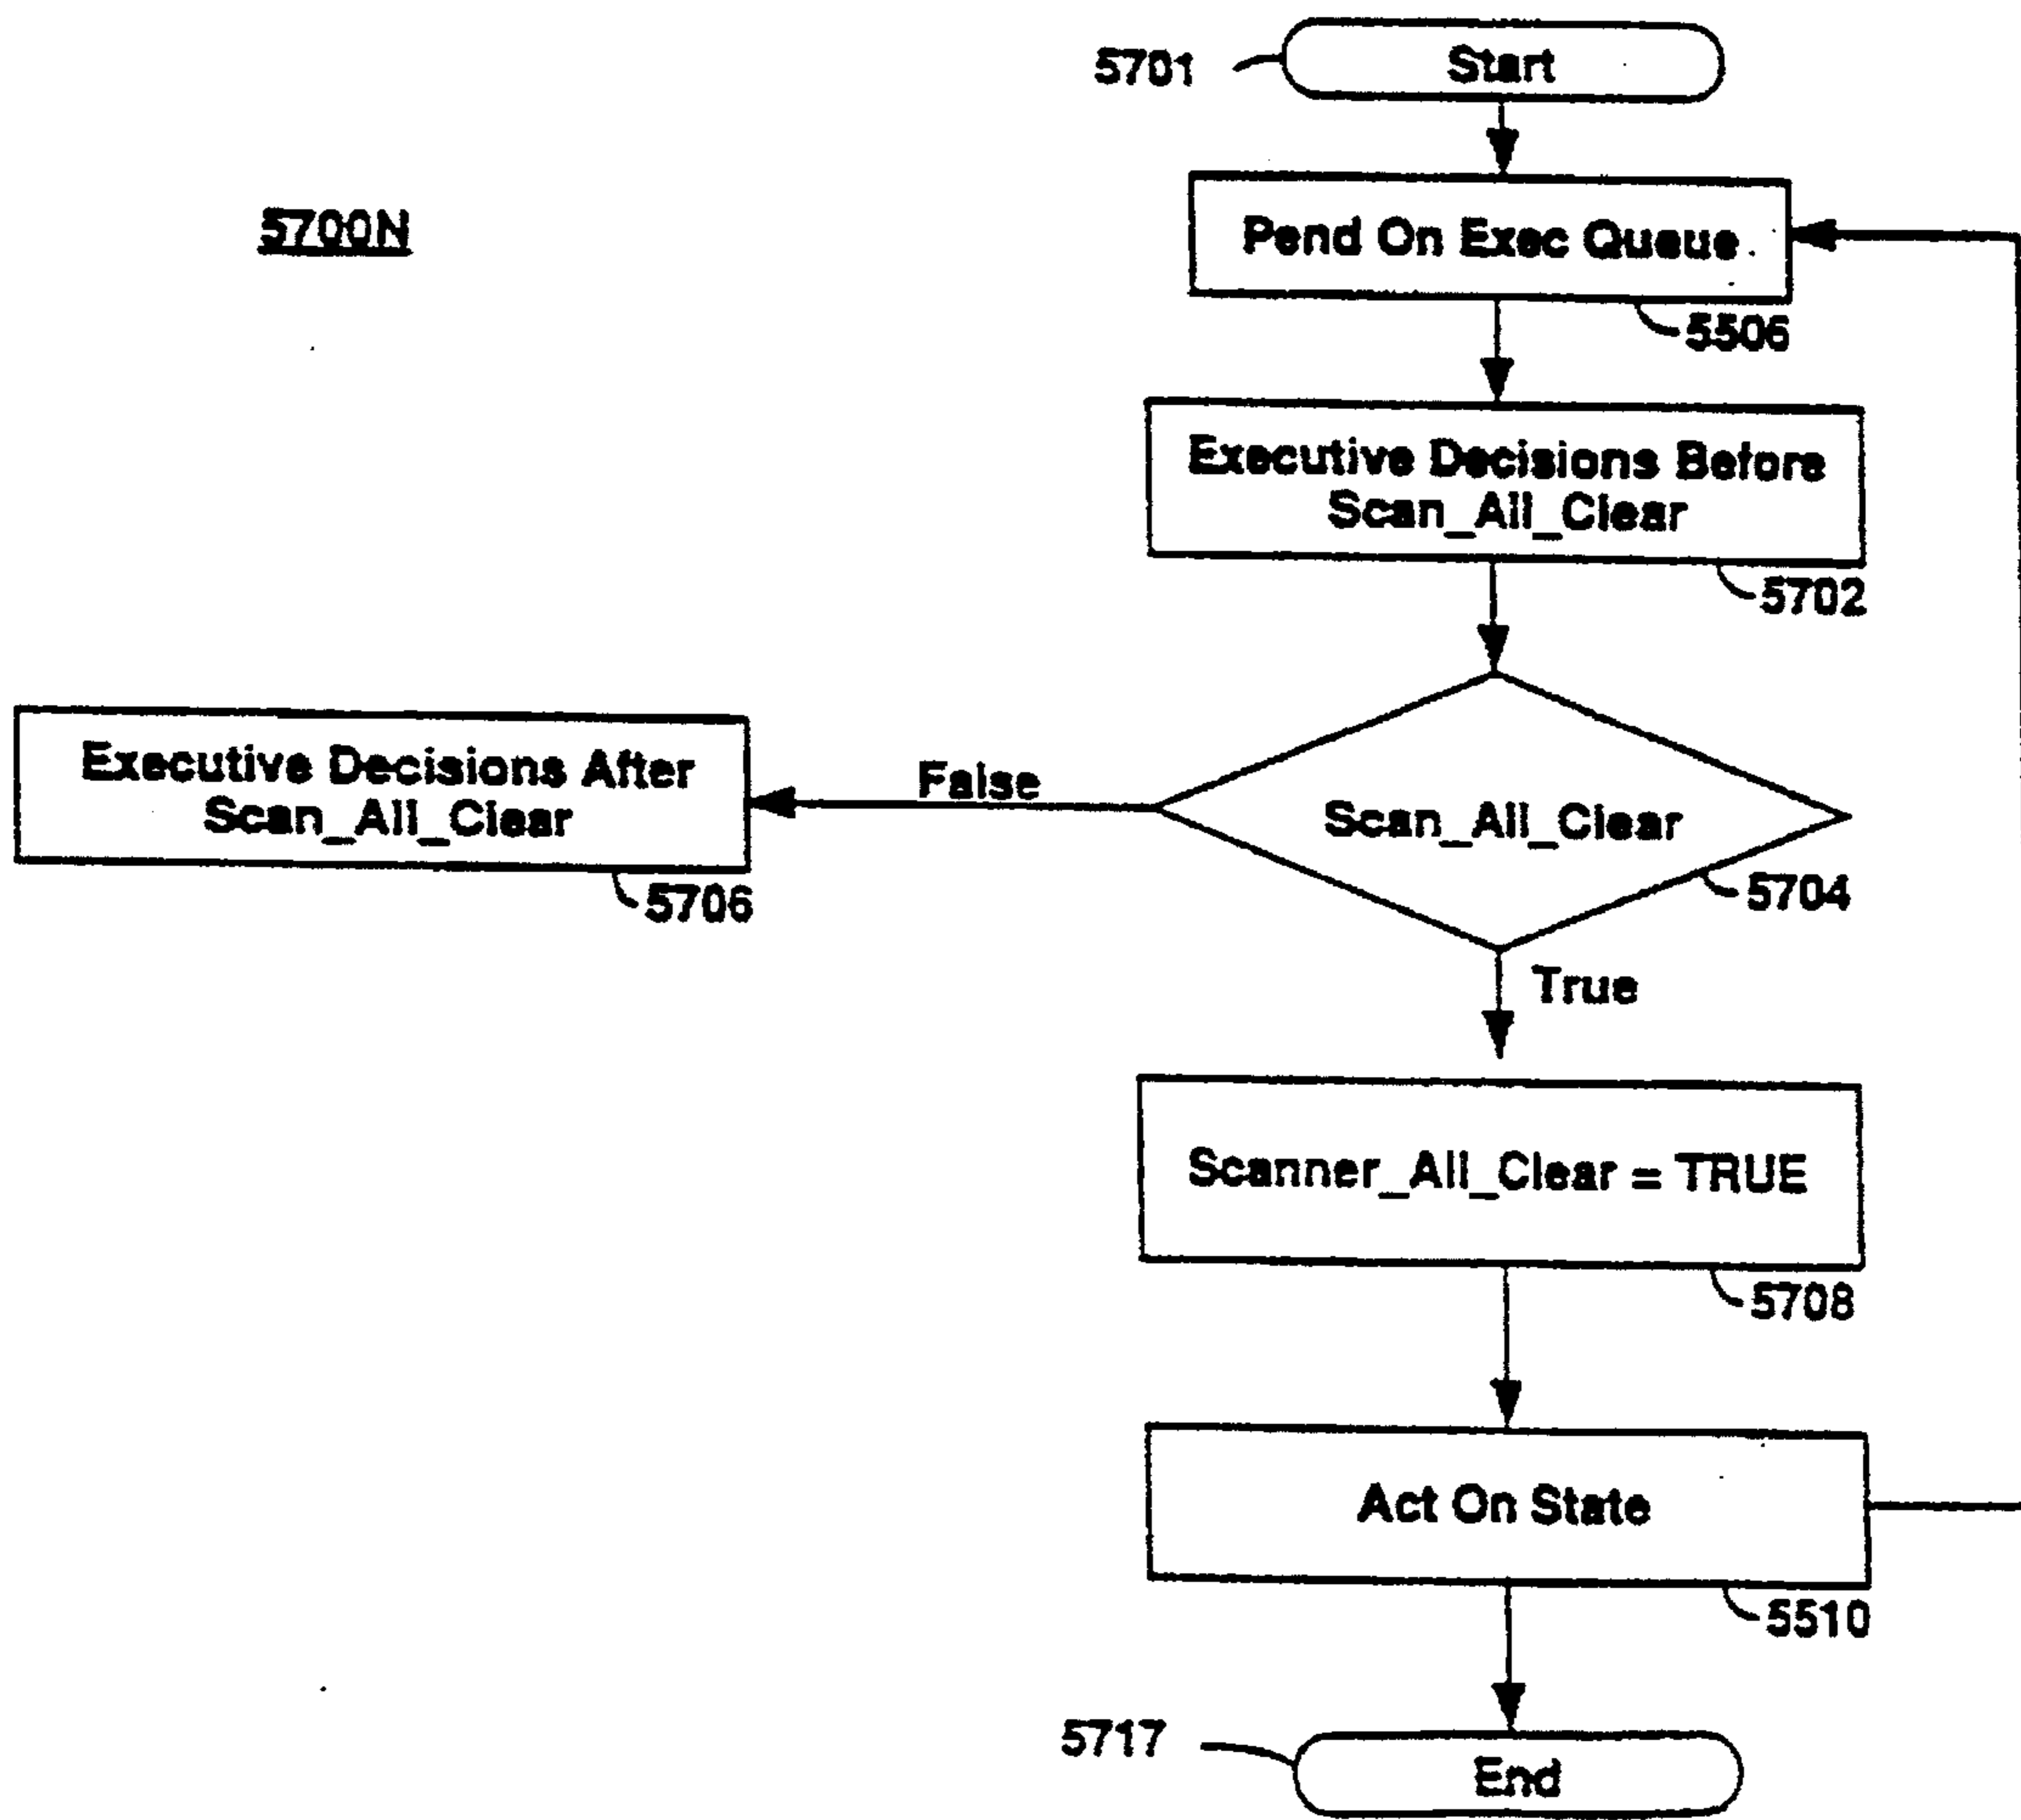 5701
Start
5700N
Pend On Exec Queue
5506
Executive Decisions Before
Scan_All_Clear
5702
Executive Decisions After
Scan_All_Clear
5706
False
Scan_All_Clear
5704
True
Scanner_All_Clear = TRUE
5708
Act On State
5510
5717
End